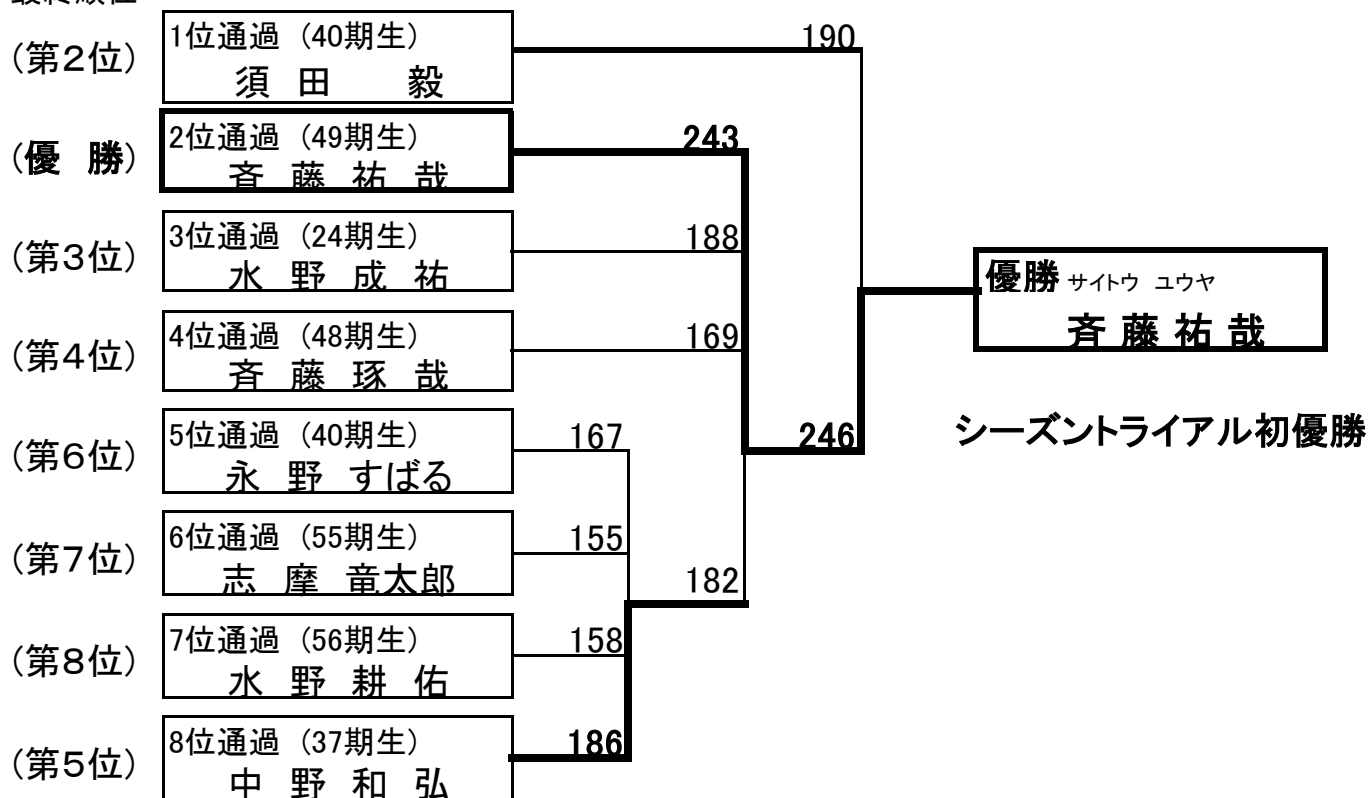 最終順位
(第2位)
1位通過 (40期生)
須 田 毅
190
(優 勝)
2位通過 (49期生)
斉 藤 祐 哉
243
(第3位)
3位通過 (24期生)
水 野 成 祐
188
優勝 サイトウ ユウヤ
斉 藤 祐 哉
(第4位)
4位通過 (48期生)
斉 藤 琢 哉
169
(第6位)
5位通過 (40期生)
永 野 すばる
167
246
シーズントライアル初優勝
(第7位)
6位通過 (55期生)
志 摩 竜太郎
155
182
(第8位)
7位通過 (56期生)
水 野 耕 佑
158
(第5位)
8位通過 (37期生)
中 野 和 弘
186